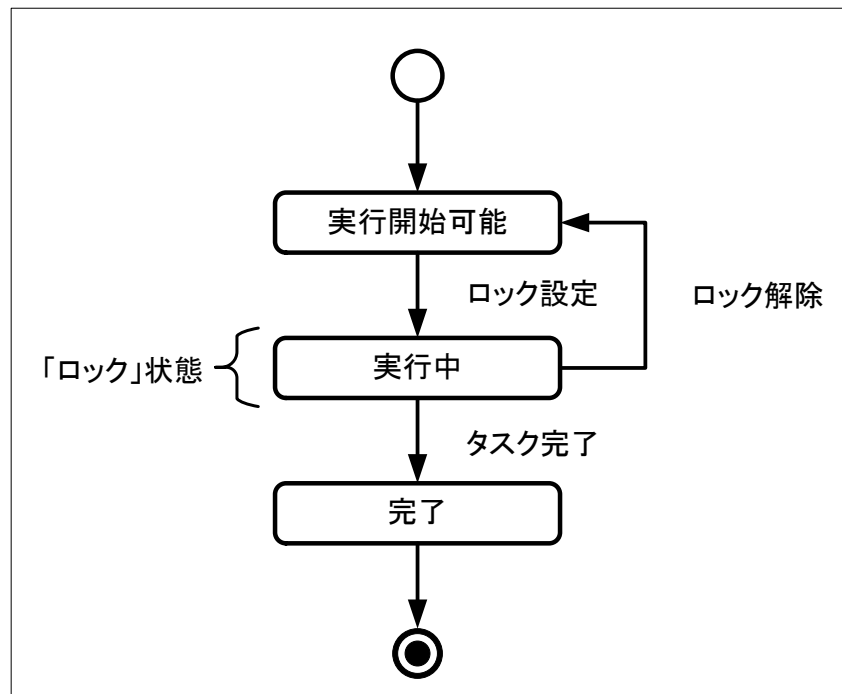 実行開始可能
ロック設定
ロック解除
「ロック」状態
実行中
タスク完了
完了